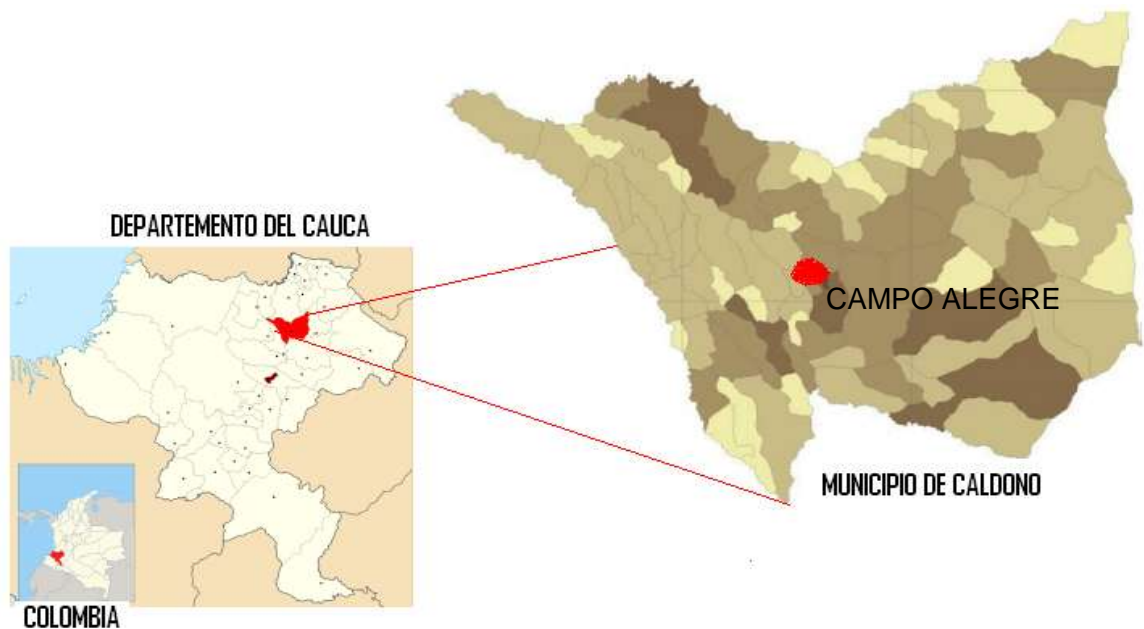 DEPARTEMENTO DEL CAUCA
CAMPO ALEGRE
MUNICIPIO DE CALDONO
COLOMBIA